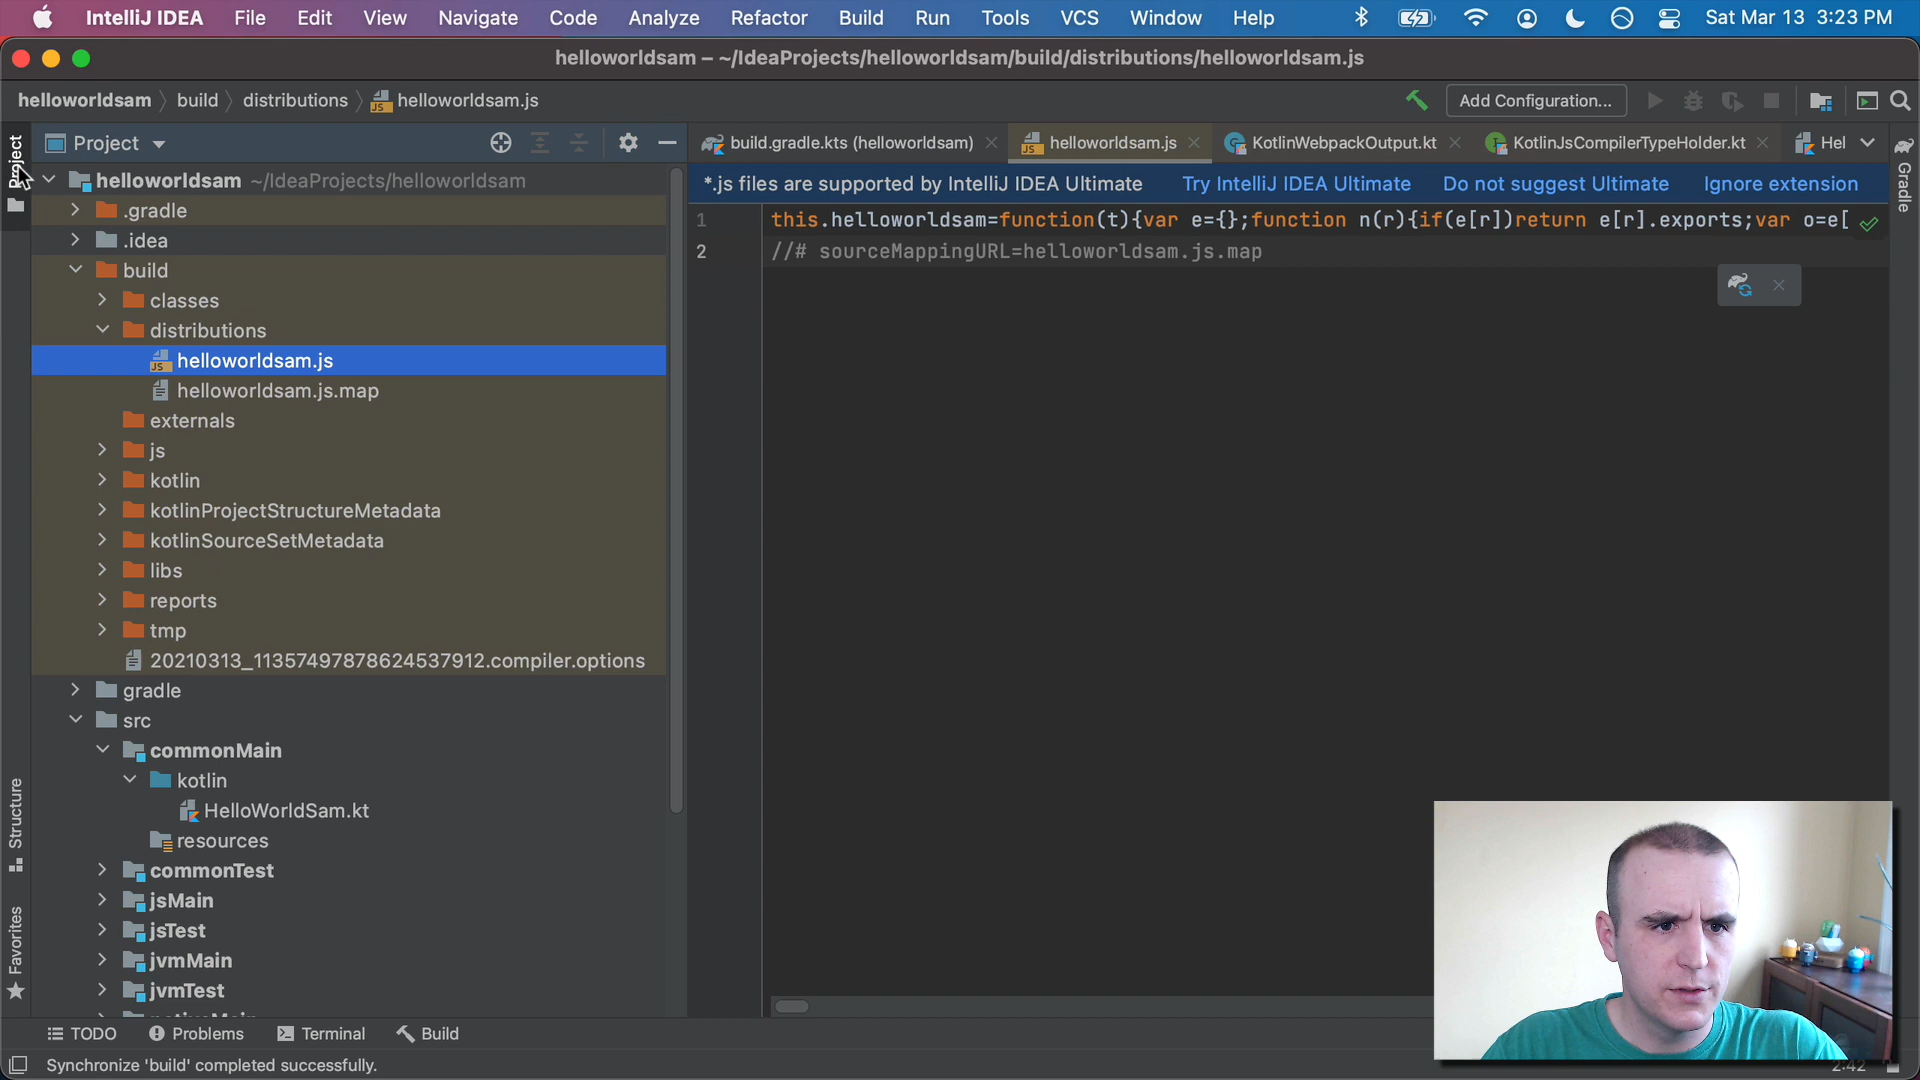 IntelliJ IDEA File Edit View Navigate Code Analyze Refactor Build Run Tools VCS Window Help Sat Mar 13 3:23 PM
helloworldsam – ~/IdeaProjects/helloworldsam/build/distributions/helloworldsam.js
helloworldsam build distributions helloworldsam.js Add Configuration...
Project build.gradle.kts (helloworldsam) helloworldsam.js KotlinWebpackOutput.kt KotlinJsCompilerTypeHolder.kt Hel
*.js files are supported by IntelliJ IDEA Ultimate Try IntelliJ IDEA Ultimate Do not suggest Ultimate Ignore extension
1 this.helloworldsam=function(t){var e={};function n(r){if(e[r])return e[r].exports;var o=e[
2 //# sourceMappingURL=helloworldsam.js.map
helloworldsam ~/IdeaProjects/helloworldsam
.gradle
.idea
build
classes
distributions
helloworldsam.js
helloworldsam.js.map
externals
js
kotlin
kotlinProjectStructureMetadata
kotlinSourceSetMetadata
libs
reports
tmp
20210313_11357497878624537912.compiler.options
gradle
src
commonMain
kotlin
HelloWorldSam.kt
resources
commonTest
jsMain
jsTest
jvmMain
jvmTest
Project
Structure
Favorites
Gradle
TODO Problems Terminal Build
Synchronize 'build' completed successfully.
2:42